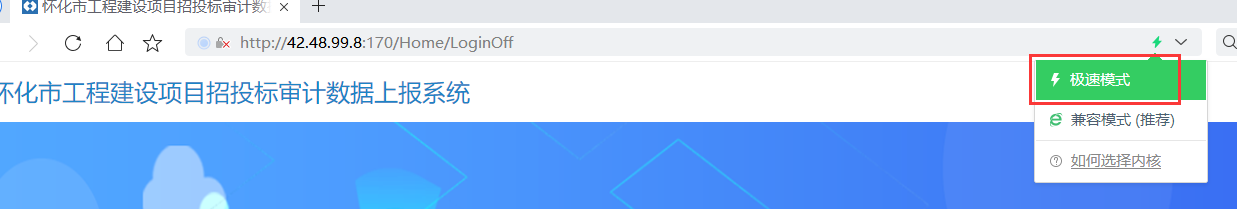 怀化市工程建设项目招投标审计数
http://42.48.99.8:170/Home/LoginOff
怀化市工程建设项目招投标审计数据上报系统
极速模式
兼容模式 (推荐)
如何选择内核